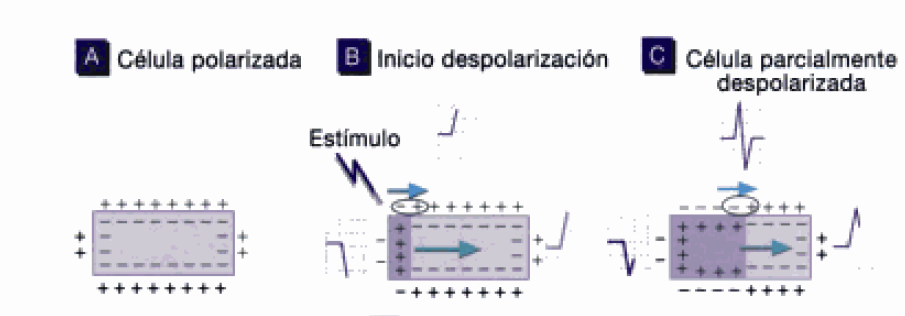 A Célula polarizada
B Inicio despolarización
C Célula parcialmente
despolarizada
Estímulo